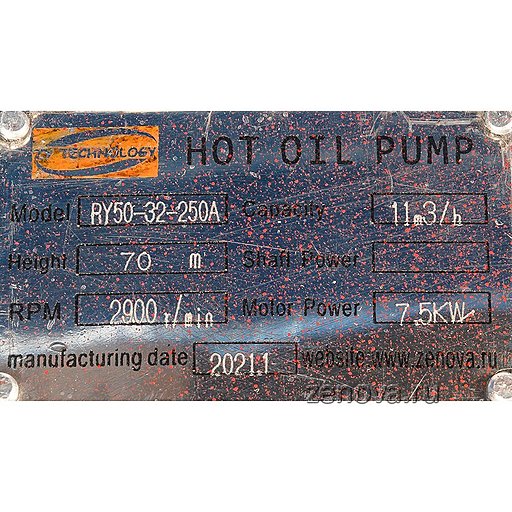 TECHNOLOGY
HOT OIL PUMP
Model RY50-32-250A Capacity 11m3/h
Height 70 m Shaft Power
RPM 2900 r/min Motor Power 7.5KW
manufacturing date 2021.1 website www.zenova.ru
zenova.ru